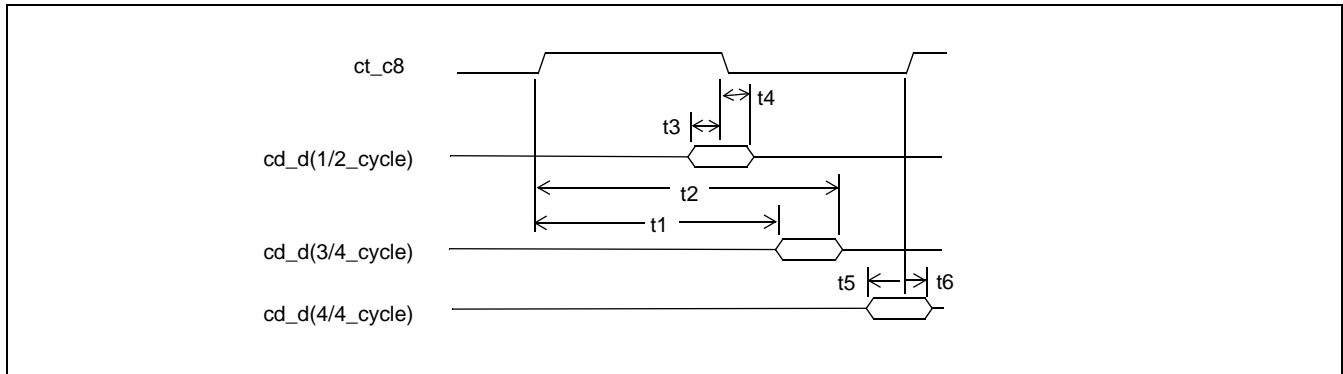 ct_c8
t4
t3
cd_d(1/2_cycle)
t2
t1
cd_d(3/4_cycle)
t5
t6
cd_d(4/4_cycle)